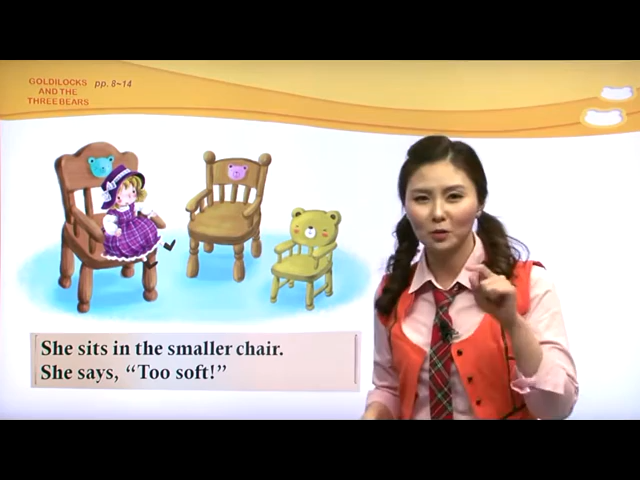 GOLDILOCKS
AND THE
THREE BEARS
pp. 8~14
She sits in the smaller chair.
She says, “Too soft!”